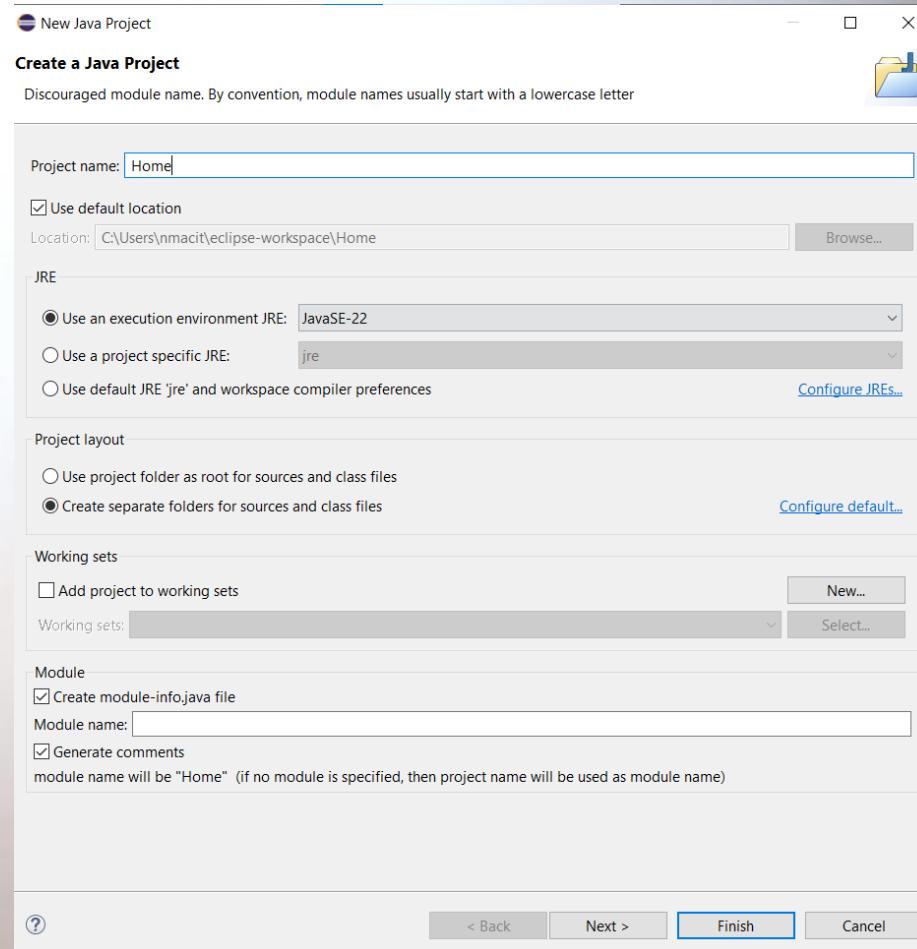 New Java Project
Create a Java Project
Discouraged module name. By convention, module names usually start with a lowercase letter
Project name: Home
Use default location
Location: C:\Users\nmacit\eclipse-workspace\Home Browse...
JRE
Use an execution environment JRE: JavaSE-22
Use a project specific JRE: jre
Use default JRE 'jre' and workspace compiler preferences Configure JREs...
Project layout
Use project folder as root for sources and class files
Create separate folders for sources and class files Configure default...
Working sets
Add project to working sets New...
Working sets: Select...
Module
Create module-info.java file
Module name:
Generate comments
module name will be "Home" (if no module is specified, then project name will be used as module name)
? < Back Next > Finish Cancel